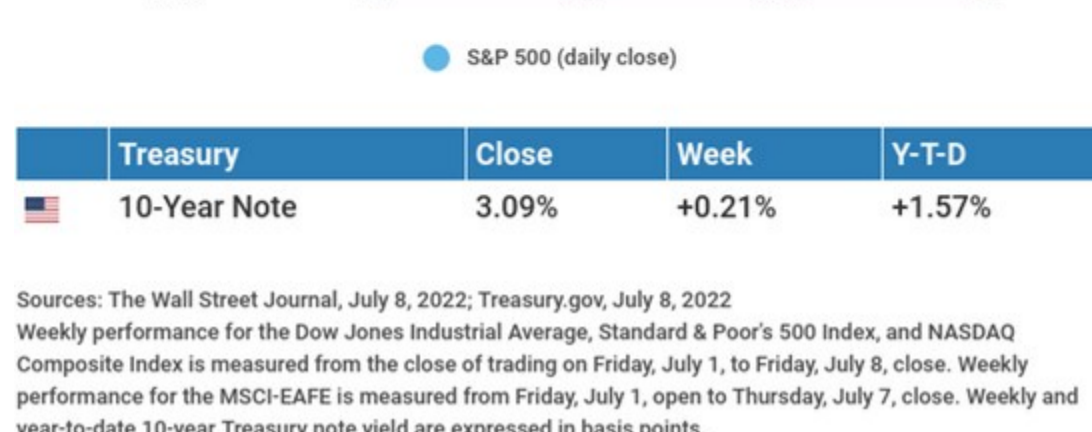 S&P 500 (daily close)
Treasury Close Week Y-T-D
10-Year Note 3.09% +0.21% +1.57%
Sources: The Wall Street Journal, July 8, 2022; Treasury.gov, July 8, 2022
Weekly performance for the Dow Jones Industrial Average, Standard & Poor's 500 Index, and NASDAQ
Composite Index is measured from the close of trading on Friday, July 1, to Friday, July 8, close. Weekly
performance for the MSCI-EAFE is measured from Friday, July 1, open to Thursday, July 7, close. Weekly and
year-to-date 10-year Treasury note yield are expressed in basis points.